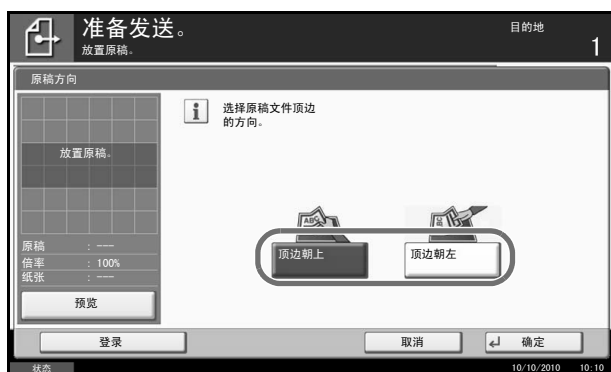 准备发送。
放置原稿。
目的地
1
原稿方向
放置原稿。
选择原稿文件顶边
的方向。
ABC
原稿 : ---
倍率 : 100%
纸张 : ---
顶边朝上
顶边朝左
预览
登录
取消
确定
状态
10/10/2010 10:10